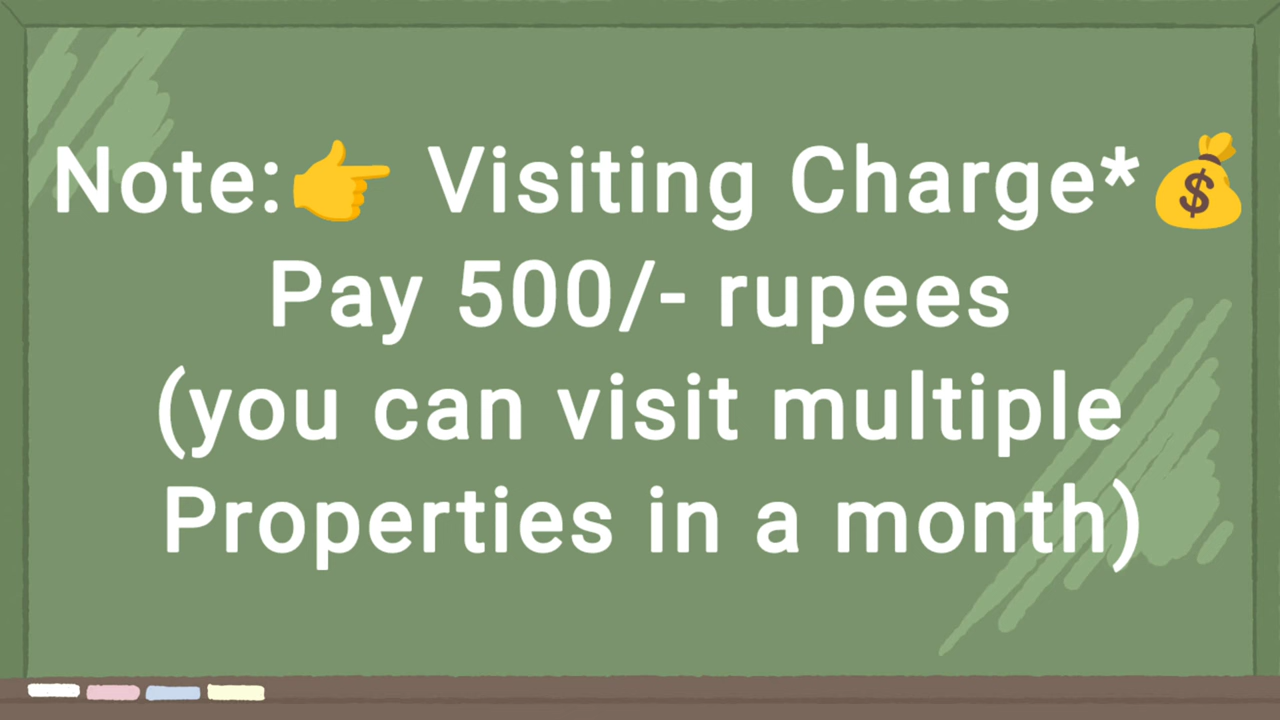 Note:👉 Visiting Charge*💰
Pay 500/- rupees
(you can visit multiple
Properties in a month)